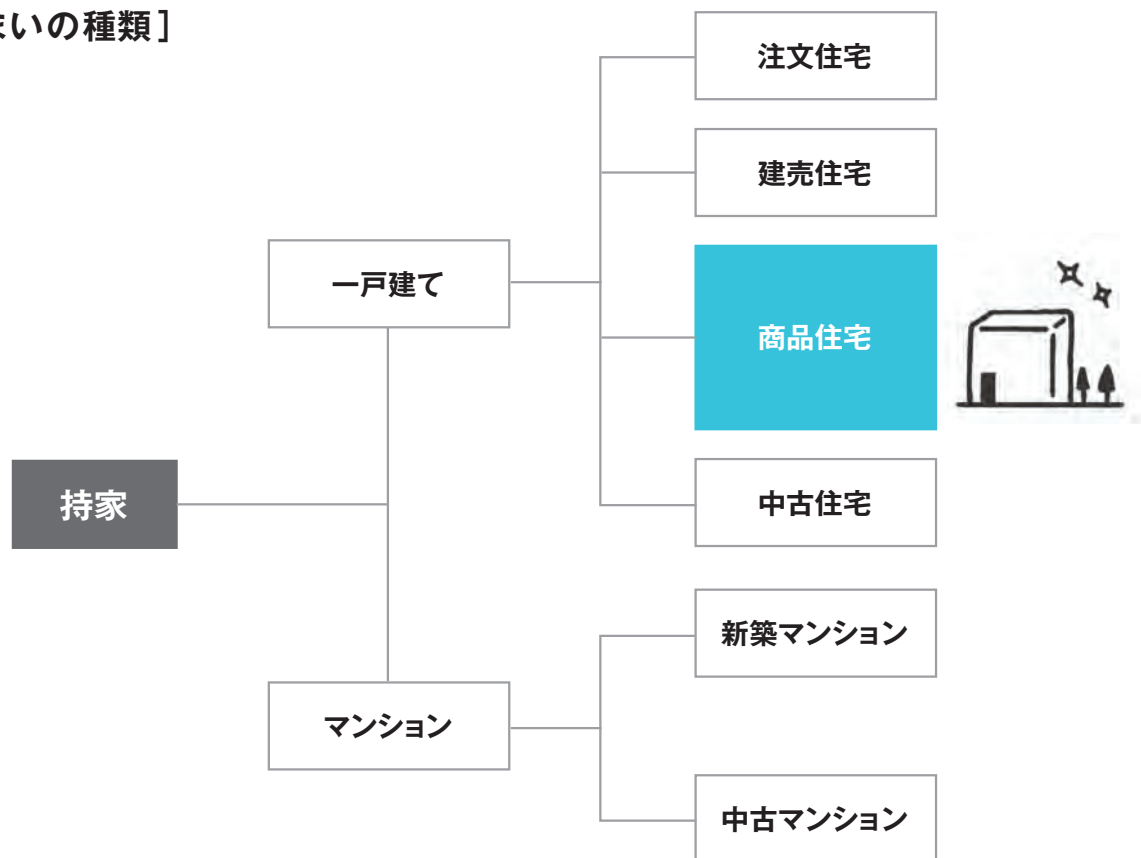 まいの種類］
注文住宅
建売住宅
一戸建て
商品住宅
持家
中古住宅
新築マンション
マンション
中古マンション